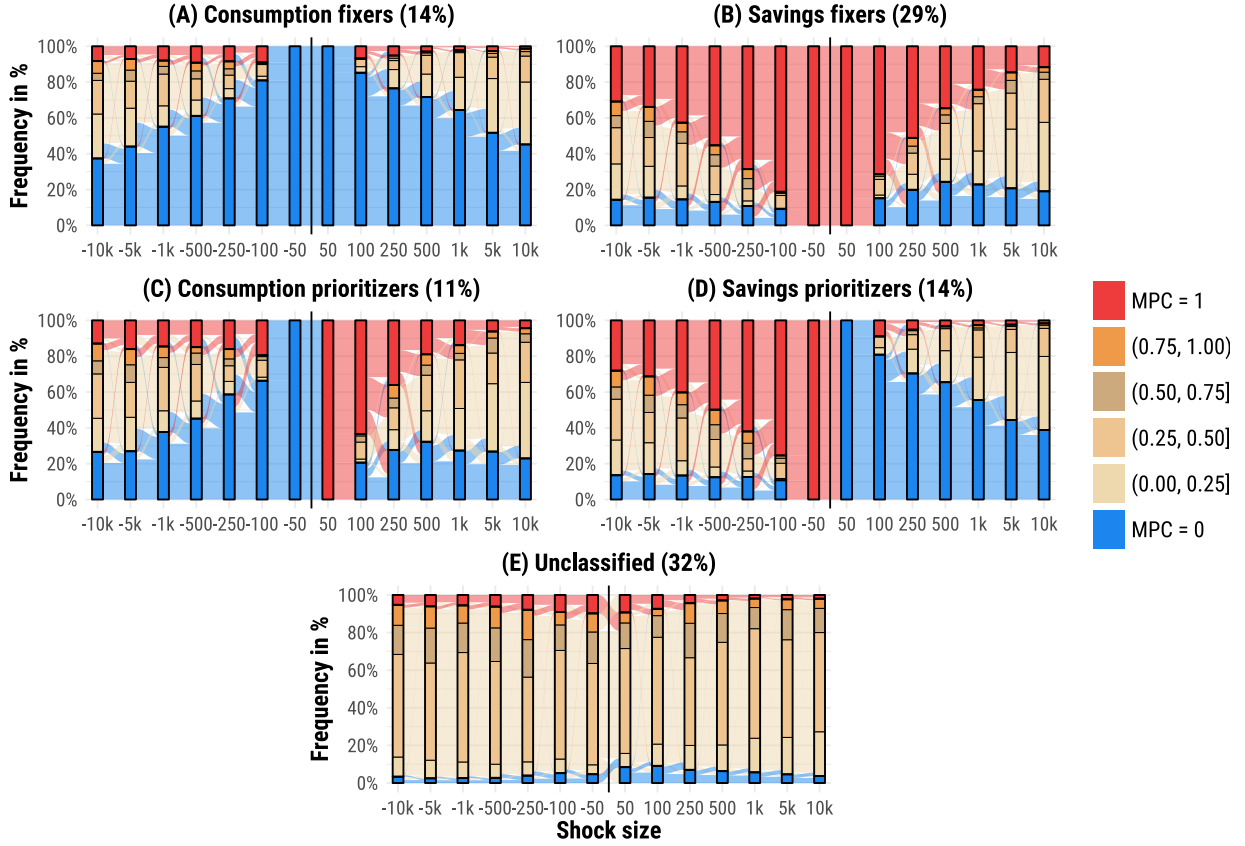 (A) Consumption fixers (14%)
(B) Savings fixers (29%)
Frequency in %
100%
80%
60%
40%
20%
0%
-10k -5k -1k -500 -250 -100 -50 50 100 250 500 1k 5k 10k
100%
80%
60%
40%
20%
0%
-10k -5k -1k -500 -250 -100 -50 50 100 250 500 1k 5k 10k
(C) Consumption prioritizers (11%)
(D) Savings prioritizers (14%)
Frequency in %
100%
80%
60%
40%
20%
0%
-10k -5k -1k -500 -250 -100 -50 50 100 250 500 1k 5k 10k
100%
80%
60%
40%
20%
0%
-10k -5k -1k -500 -250 -100 -50 50 100 250 500 1k 5k 10k
MPC = 1
(0.75, 1.00)
(0.50, 0.75]
(0.25, 0.50]
(0.00, 0.25]
MPC = 0
(E) Unclassified (32%)
Frequency in %
100%
80%
60%
40%
20%
0%
-10k -5k -1k -500 -250 -100 -50 50 100 250 500 1k 5k 10k
Shock size